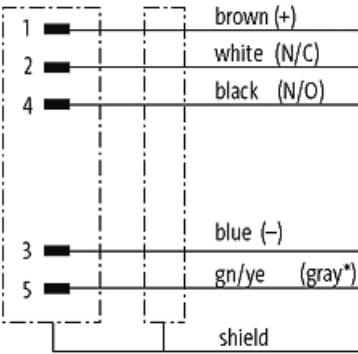 1 brown (+)
2 white (N/C)
4 black (N/O)
3 blue (–)
5 gn/ye (gray*)
shield